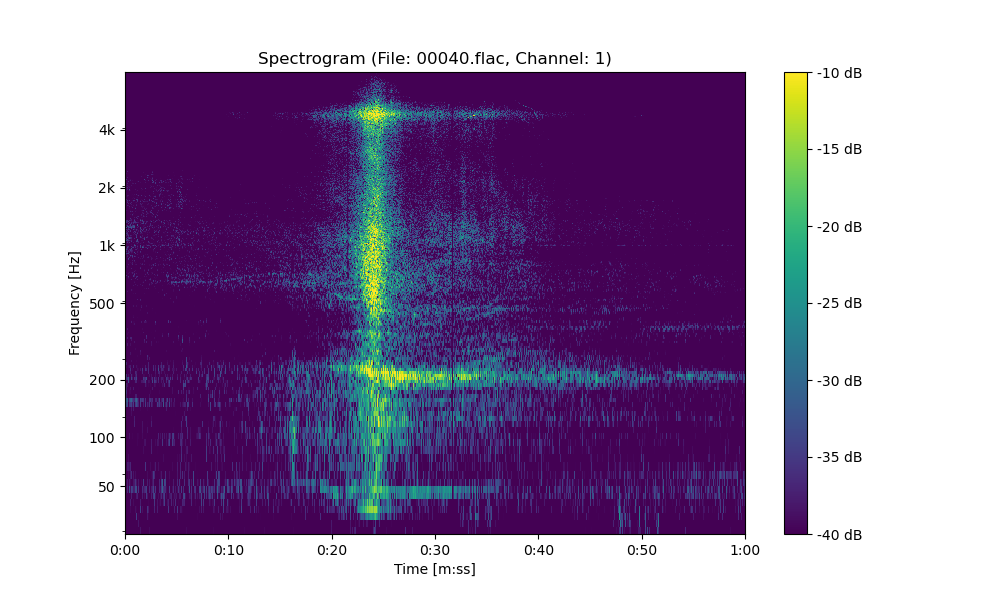 Spectrogram (File: 00040.flac, Channel: 1)
Frequency [Hz]
4k
2k
1k
500
200
100
50
0:00 0:10 0:20 0:30 0:40 0:50 1:00
Time [m:ss]
-10 dB
-15 dB
-20 dB
-25 dB
-30 dB
-35 dB
-40 dB